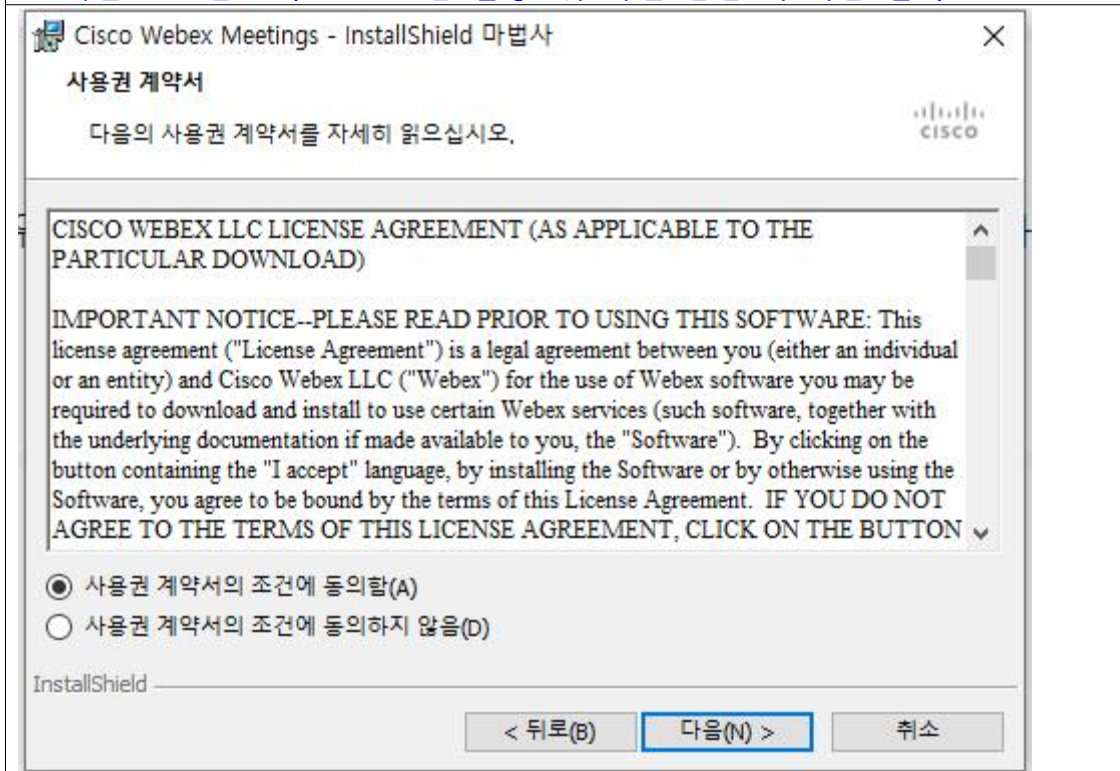 Cisco Webex Meetings - InstallShield 마법사
사용권 계약서
다음의 사용권 계약서를 자세히 읽으십시오.
CISCO
CISCO WEBEX LLC LICENSE AGREEMENT (AS APPLICABLE TO THE
PARTICULAR DOWNLOAD)
IMPORTANT NOTICE--PLEASE READ PRIOR TO USING THIS SOFTWARE: This
license agreement ("License Agreement") is a legal agreement between you (either an individual
or an entity) and Cisco Webex LLC ("Webex") for the use of Webex software you may be
required to download and install to use certain Webex services (such software, together with
the underlying documentation if made available to you, the "Software").  By clicking on the
button containing the "I accept" language, by installing the Software or by otherwise using the
Software, you agree to be bound by the terms of this License Agreement.  IF YOU DO NOT
AGREE TO THE TERMS OF THIS LICENSE AGREEMENT, CLICK ON THE BUTTON
사용권 계약서의 조건에 동의함(A)
사용권 계약서의 조건에 동의하지 않음(D)
InstallShield
< 뒤로(B) 다음(N) > 취소